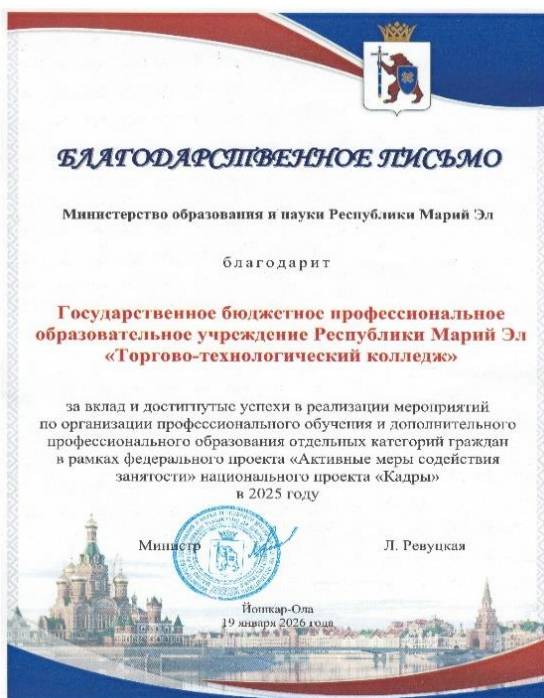 БЛАГОДАРСТВЕННОЕ ПИСЬМО
Министерство образования и науки Республики Марий Эл
благодарит
Государственное бюджетное профессиональное
образовательное учреждение Республики Марий Эл
«Торгово-технологический колледж»
за вклад и достигнутые успехи в реализации мероприятий
по организации профессионального обучения и дополнительного
профессионального образования отдельных категорий граждан
в рамках федерального проекта «Активные меры содействия
занятости» национального проекта «Кадры»
в 2025 году
Министр Л. Ревуцкая
Йошкар-Ола
19 января 2026 года